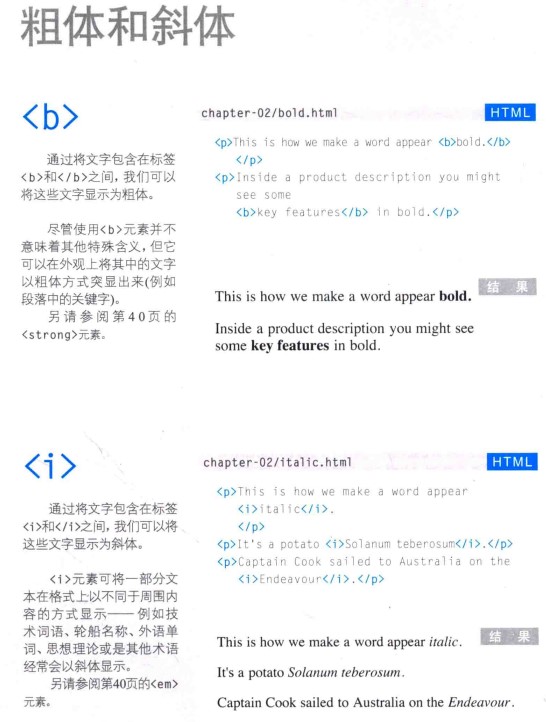 粗体和斜体
<b>
通过将文字包含在标签
<b>和</b>之间，我们可以
将这些文字显示为粗体。
尽管使用<b>元素并不
意味着其他特殊含义，但它
可以在外观上将其中的文字
以粗体方式突显出来(例如
段落中的关键字)。
另请参阅第40页的
<strong>元素。
chapter-02/bold.html
HTML
<p>This is how we make a word appear <b>bold.</b>
</p>
<p>Inside a product description you might
see some
<b>key features</b> in bold.</p>
结 果
This is how we make a word appear bold.
Inside a product description you might see
some key features in bold.
<i>
通过将文字包含在标签
<i>和</i>之间，我们可以将
这些文字显示为斜体。
<i>元素可将一部分文
本在格式上以不同于周围内
容的方式显示—— 例如技
术词语、轮船名称、外语单
词、思想理论或是其他术语
经常会以斜体显示。
另请参阅第40页的<em>
元素。
chapter-02/italic.html
HTML
<p>This is how we make a word appear
<i>italic</i>.
</p>
<p>It's a potato <i>Solanum teberosum</i>.</p>
<p>Captain Cook sailed to Australia on the
<i>Endeavour</i>.</p>
结 果
This is how we make a word appear italic.
It's a potato Solanum teberosum.
Captain Cook sailed to Australia on the Endeavour.